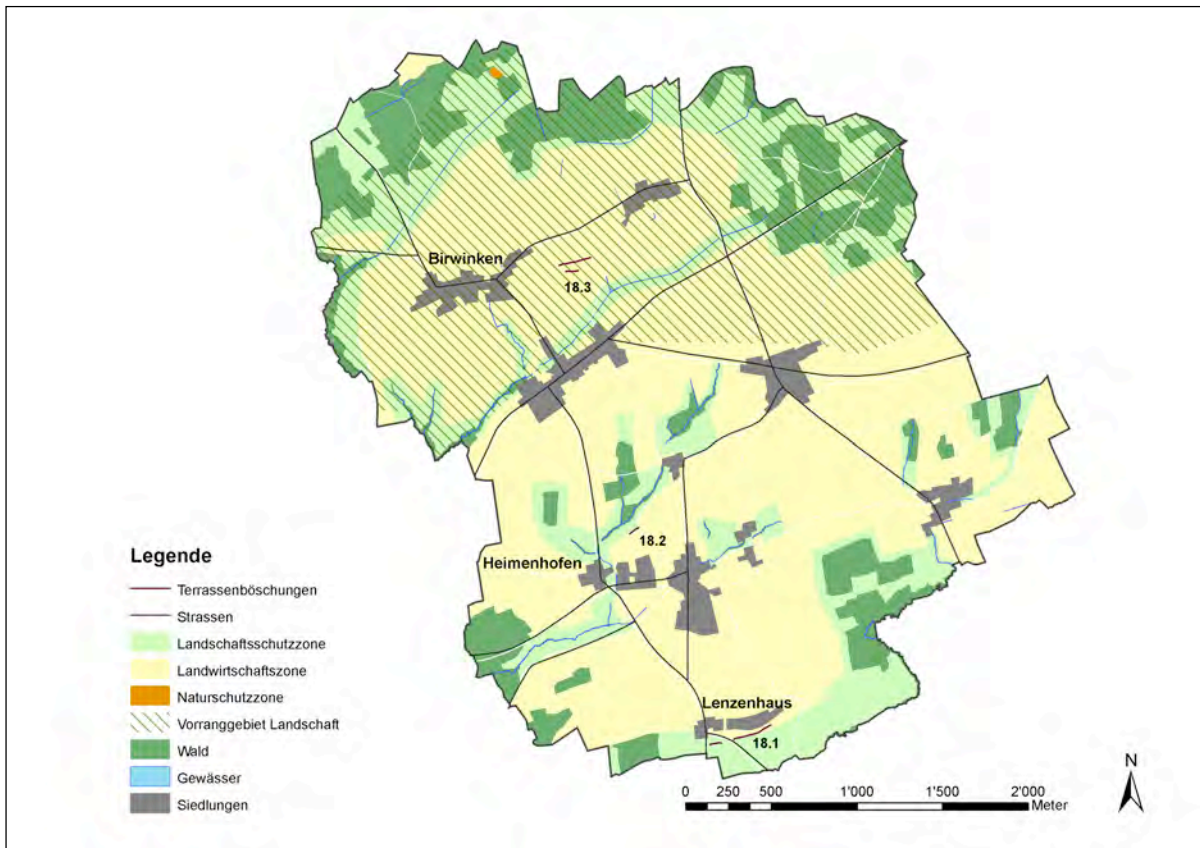 Birwinken
18.3
18.2
Heimenhofen
Lenzenhaus
18.1
Legende
Terrassenböschungen
Strassen
Landschaftsschutzzone
Landwirtschaftszone
Naturschutzzone
Vorranggebiet Landschaft
Wald
Gewässer
Siedlungen
N
0 250 500 1'000 1'500 2'000
Meter